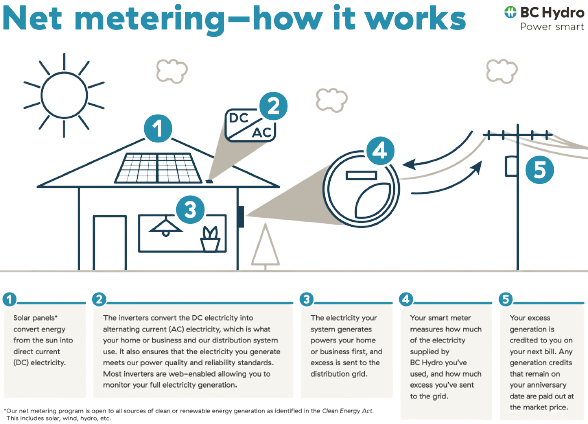 Net metering—how it works
BC Hydro
Power smart
1
2
DC
AC
3
4
5
1
Solar panels*
convert energy
from the sun into
direct current
(DC) electricity.
2
The inverters convert the DC electricity into
alternating current (AC) electricity, which is what
your home or business and our distribution system
use. It also ensures that the electricity you generate
meets our power quality and reliability standards.
Most inverters are web-enabled allowing you to
monitor your full electricity generation.
3
The electricity your
system generates
powers your home
or business first, and
excess is sent to the
distribution grid.
4
Your smart meter
measures how much
of the electricity
supplied by
BC Hydro you've
used, and how much
excess you've sent
to the grid.
5
Your excess
generation is
credited to you on
your next bill. Any
generation credits
that remain on
your anniversary
date are paid out at
the market price.
*Our net metering program is open to all sources of clean or renewable energy generation as identified in the Clean Energy Act.
This includes solar, wind, hydro, etc.